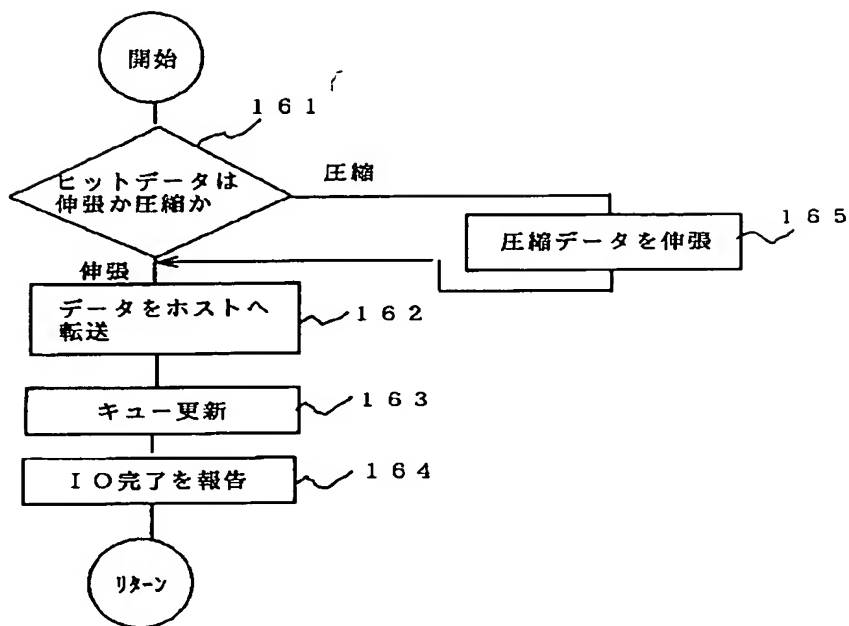 開始
１６１
ヒットデータは
伸張か圧縮か
圧縮
圧縮データを伸張
１６５
伸張
データをホストへ
転送
１６２
キュー更新
１６３
ＩＯ完了を報告
１６４
リターン